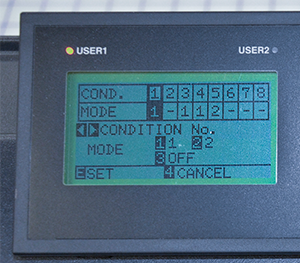 USER1 USER2
COND. 1 2 3 4 5 6 7 8
MODE 1 - 1 1 2 - - -
◀▶CONDITION No.
MODE 1 1. 2 2
3 OFF
E SET 4 CANCEL